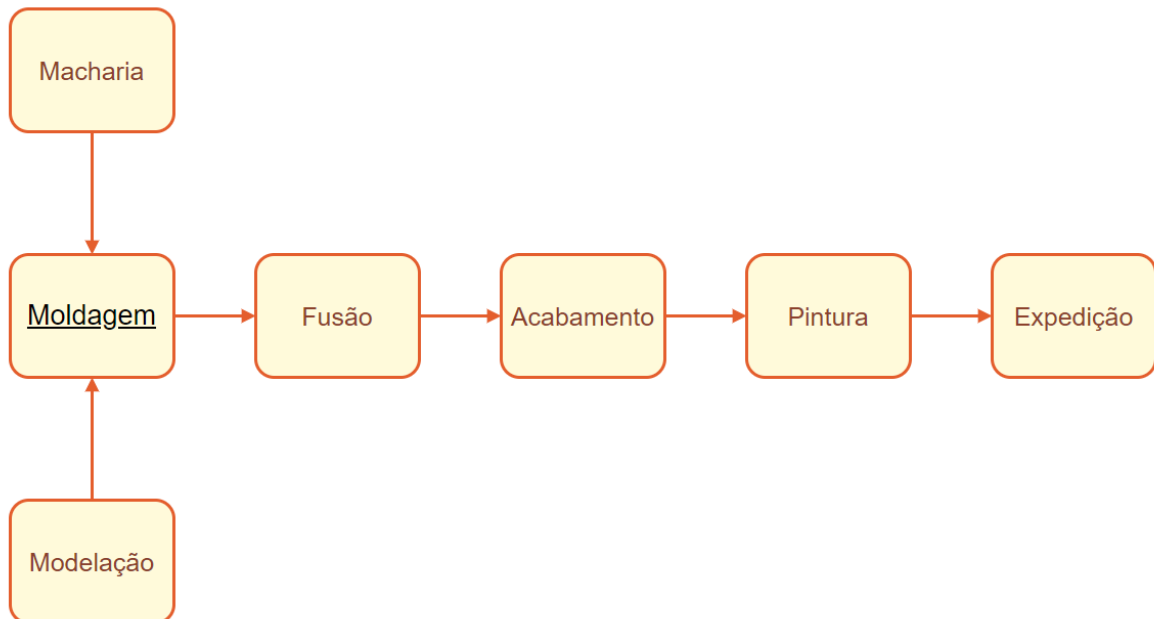 Macharia
Moldagem
Fusão
Acabamento
Pintura
Expedição
Modelação